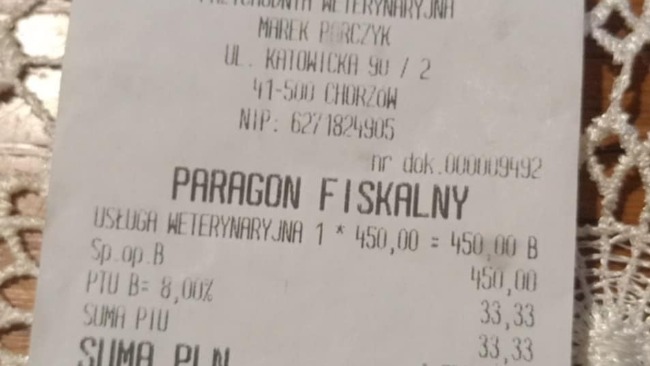 PRZYCHODNIA WETERYNARYJNA
MAREK PORCZYK
UL. KATOWICKA 90 / 2
41-500 CHORZÓW
NIP: 6271824905
nr dok.000009492
PARAGON FISKALNY
USŁUGA WETERYNARYJNA 1 * 450,00 = 450,00 B
Sp.op.B 450,00
PTU B= 8,00% 33,33
SUMA PTU 33,33
SUMA PLN